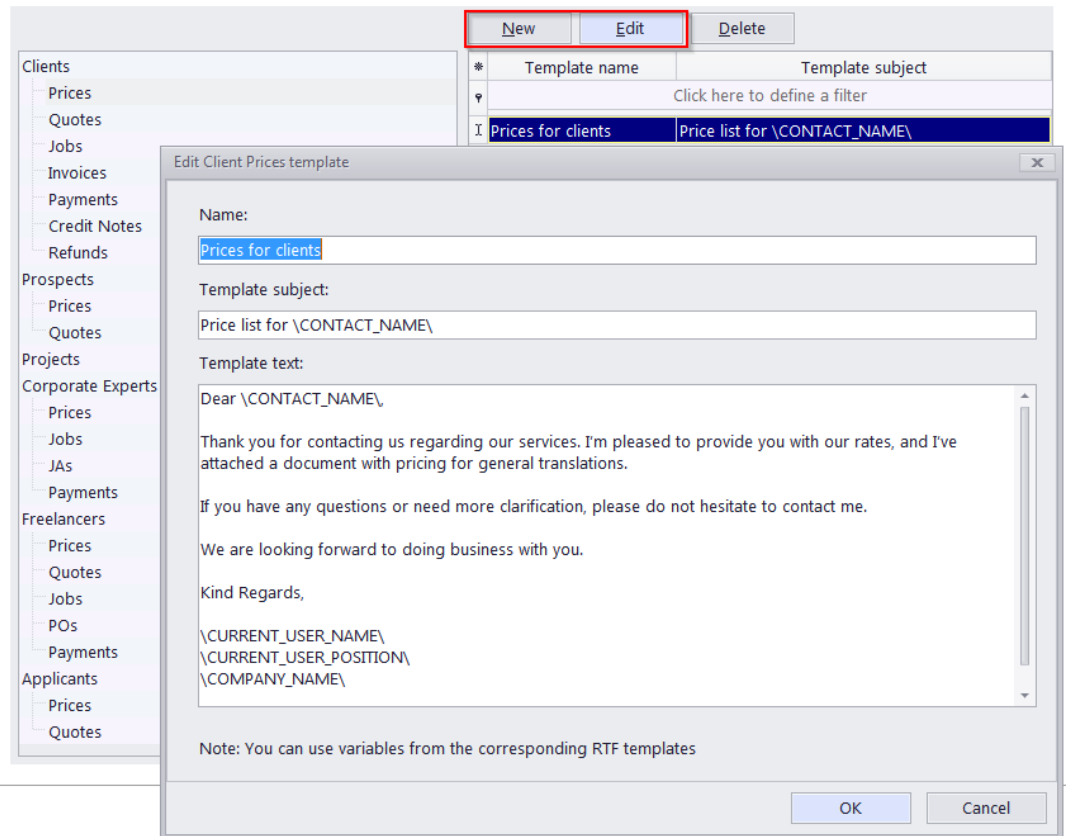 New Edit Delete
Clients
Prices
Quotes
Jobs
Invoices
Payments
Credit Notes
Refunds
Prospects
Prices
Quotes
Projects
Corporate Experts
Prices
Jobs
JAs
Payments
Freelancers
Prices
Quotes
Jobs
POs
Payments
Applicants
Prices
Quotes
Template name Template subject
Click here to define a filter
Prices for clients Price list for \CONTACT_NAME\
Edit Client Prices template
Name:
Prices for clients
Template subject:
Price list for \CONTACT_NAME\
Template text:
Dear \CONTACT_NAME\,
Thank you for contacting us regarding our services. I'm pleased to provide you with our rates, and I've
attached a document with pricing for general translations.
If you have any questions or need more clarification, please do not hesitate to contact me.
We are looking forward to doing business with you.
Kind Regards,
\CURRENT_USER_NAME\
\CURRENT_USER_POSITION\
\COMPANY_NAME\
Note: You can use variables from the corresponding RTF templates
OK Cancel